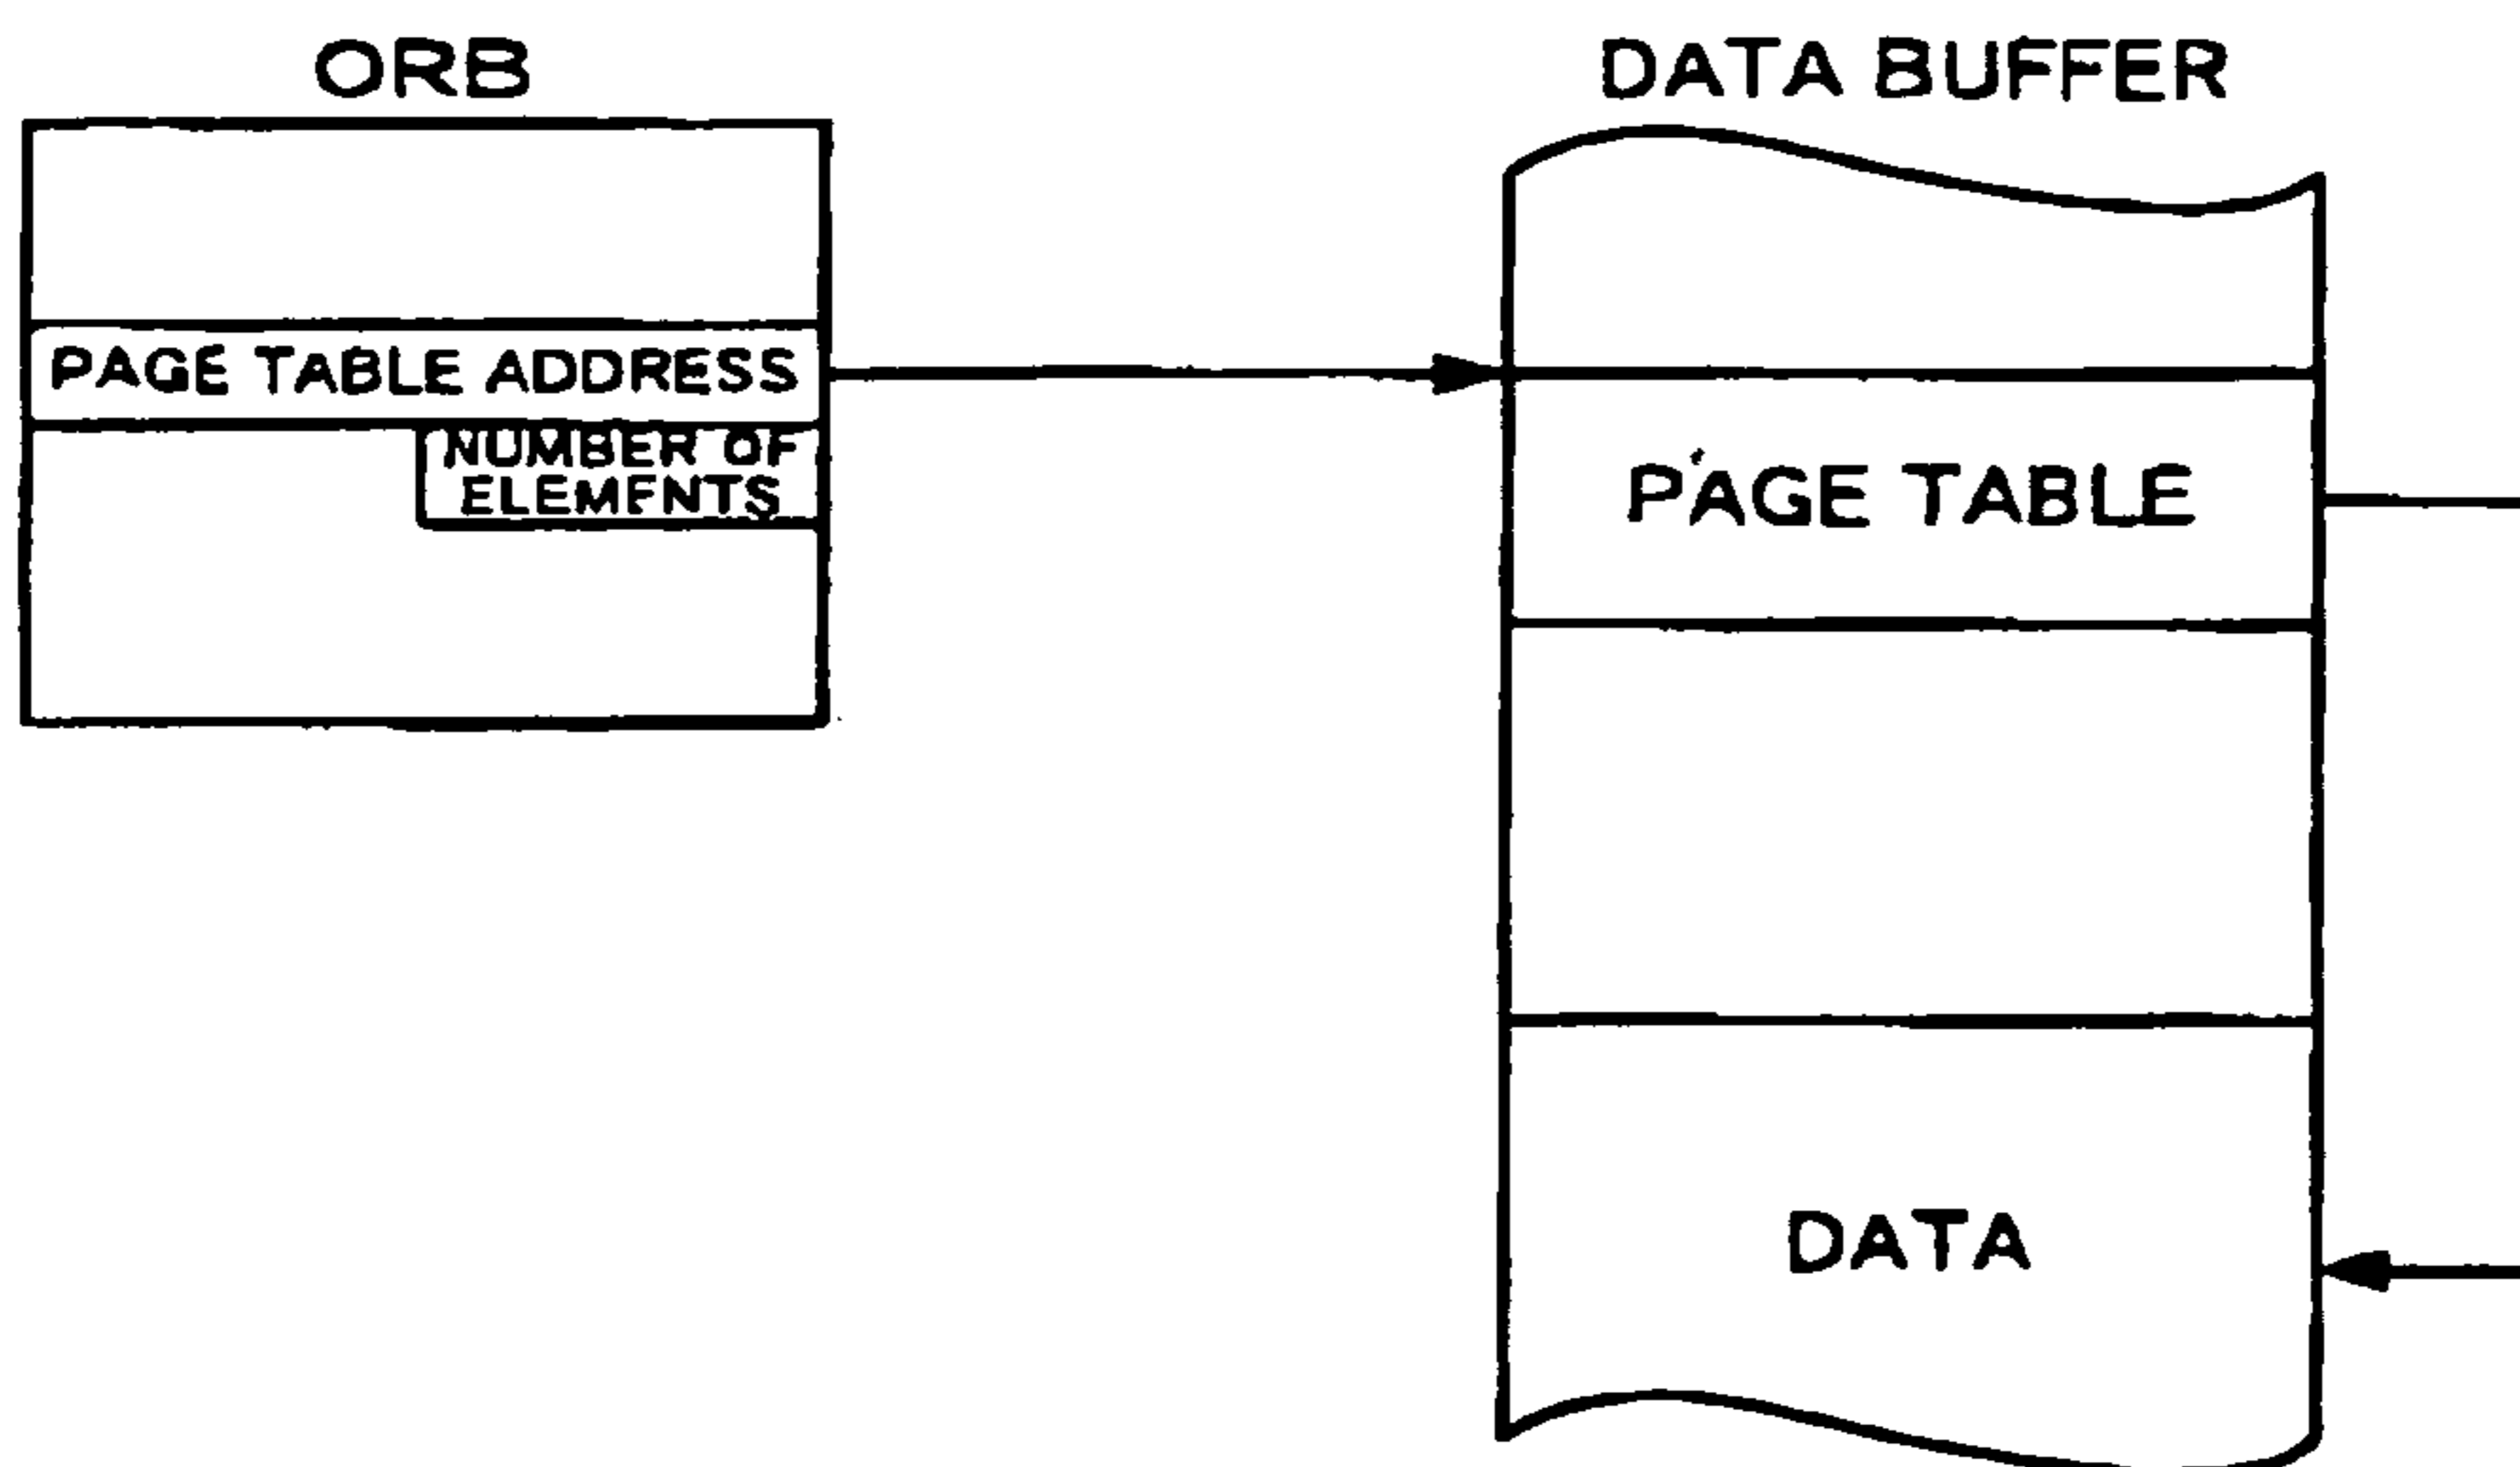 ORB
PAGE TABLE ADDRESS
NUMBER OF
ELEMENTS
DATA BUFFER
PAGE TABLE
DATA